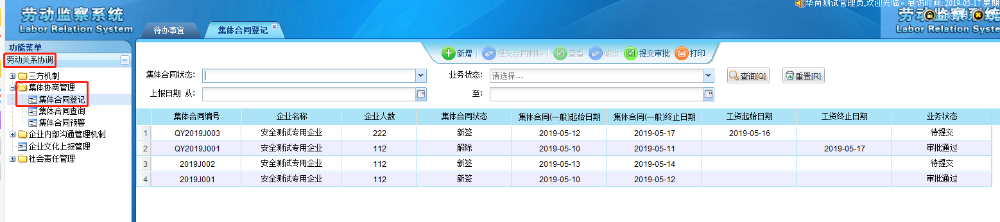 劳动监察系统
Labor Relation System
华商测试管理员,欢迎光临。到访时间: 2019-05-17 星期
劳动监察系统
Labor Relation Syste
待办事宜
集体合同登记
功能菜单
劳动关系协调
三方机制
集体协商管理
集体合同登记
集体合同查询
集体合同预警
企业内部沟通管理机制
企业文化上报管理
社会责任管理
新增 提交合同材料 查看 修改 提交审批 打印
集体合同状态: 业务状态: 请选择... 查询[Q] 重置[R]
上报日期 从: 至:
集体合同编号 企业名称 企业人数 集体合同状态 集体合同(一般)起始日期 集体合同(一般)终止日期 工资起始日期 工资终止日期 业务状态
1 QY2019J003 安全测试专用企业 222 新签 2019-05-12 2019-05-17 2019-05-16 待提交
2 QY2019J001 安全测试专用企业 112 解除 2019-05-10 2019-05-11 2019-05-17 审批通过
3 2019J002 安全测试专用企业 112 新签 2019-05-13 2019-05-14 待提交
4 2019J001 安全测试专用企业 112 新签 2019-05-10 2019-05-12 审批通过